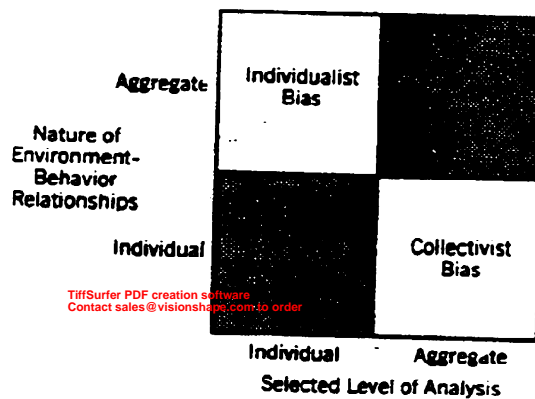 Aggregate
Individualist
Bias
Nature of
Environment-
Behavior
Relationships
Individual
Collectivist
Bias
TiffSurfer PDF creation software
Contact sales@visionshape.com to order
Individual
Aggregate
Selected Level of Analysis